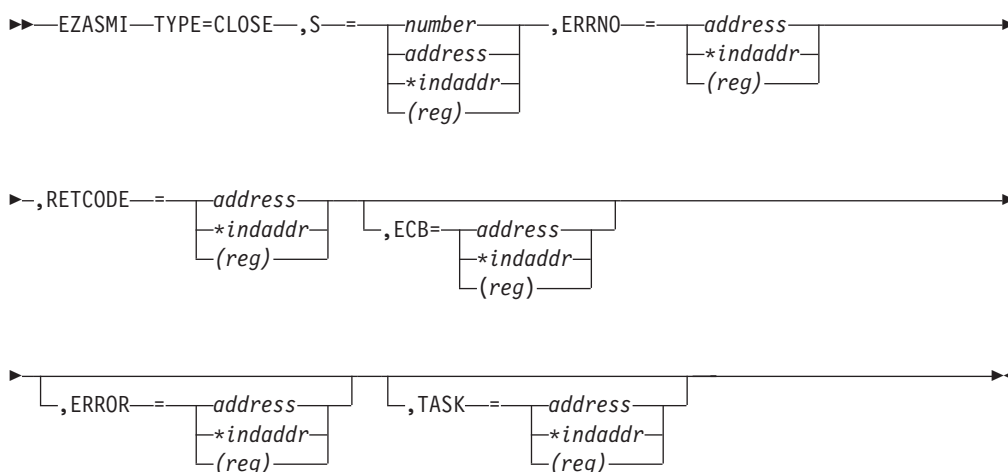 EZASMI TYPE=CLOSE ,S = number ,ERRNO = address
address *indaddr
*indaddr (reg)
(reg)
,RETCODE = address
*indaddr ,ECB= address
(reg) *indaddr
(reg)
,ERROR = address ,TASK = address
*indaddr *indaddr
(reg) (reg)